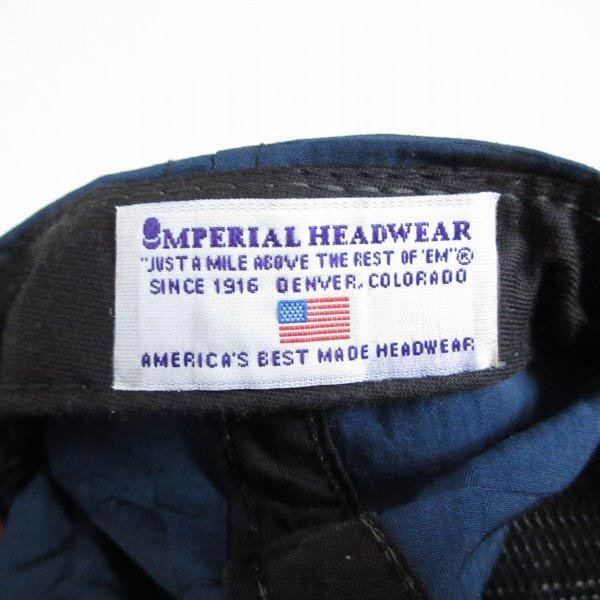 IMPERIAL HEADWEAR
"JUST A MILE ABOVE THE REST OF 'EM"®
SINCE 1916 DENVER, COLORADO
AMERICA'S BEST MADE HEADWEAR